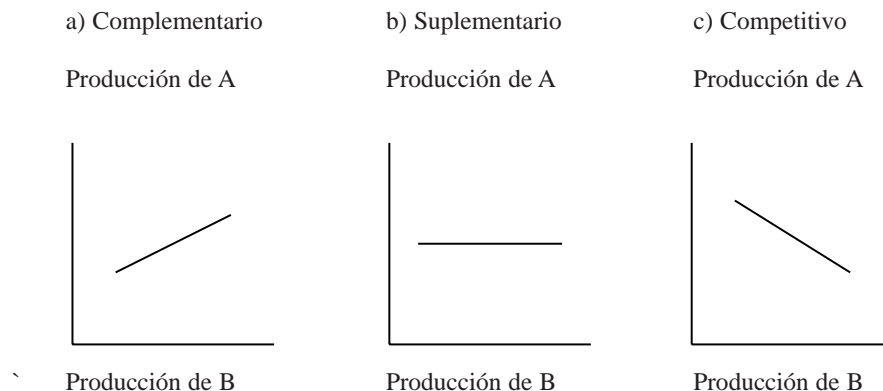 a) Complementario b) Suplementario c) Competitivo
Producción de A Producción de A Producción de A
` Producción de B Producción de B Producción de B